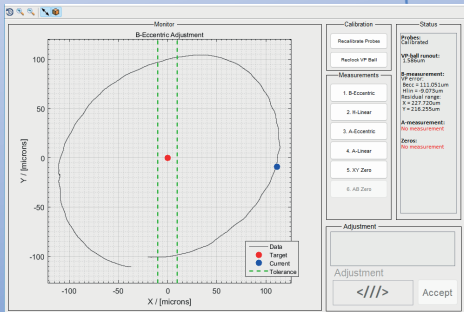 Monitor
B-Eccentric Adjustment
100
50
0
-50
-100
-100
-50
0
50
100
Y / [microns]
X / [microns]
Data
Target
Current
Tolerance
Calibration
Recalibrate Probes
Recheck VP Ball
Measurements
1. B-Eccentric
2. X-Linear
3. A-Eccentric
4. A-Linear
5. XY Zero
6. AB Zero
Status
Probes:
Calibrated
VP-ball runout:
1.586um
B-measurement:
VP error:
Becc = 111.051um
Hlin = -9.073um
Residual range:
X = 227.720um
Y = 216.255um
A-measurement:
No measurement
Zeros:
No measurement
Adjustment
Adjustment
<///>
Accept